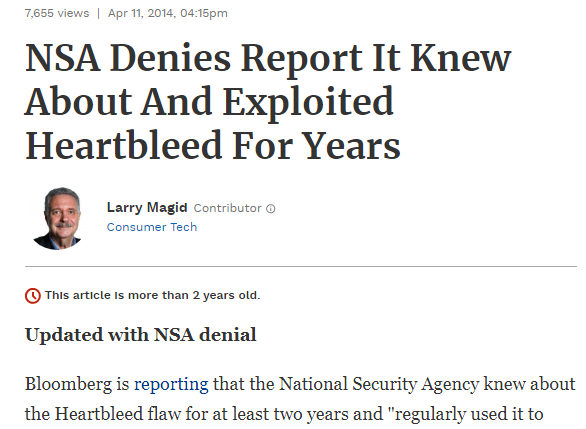 7,655 views | Apr 11, 2014, 04:15pm
NSA Denies Report It Knew
About And Exploited
Heartbleed For Years
Larry Magid Contributor
Consumer Tech
This article is more than 2 years old.
Updated with NSA denial
Bloomberg is reporting that the National Security Agency knew about
the Heartbleed flaw for at least two years and "regularly used it to